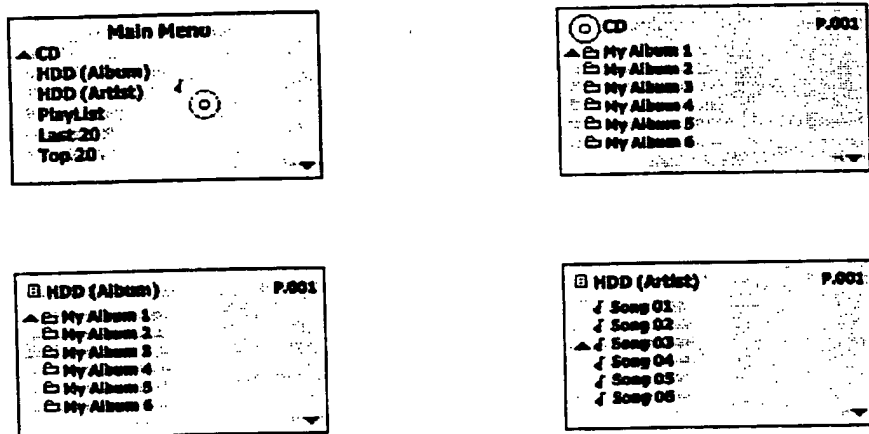 Main Menu
CD
HDD (Album)
HDD (Artist)
PlayList
Last 20
Top 20
CD P.001
My Album 1
My Album 2
My Album 3
My Album 4
My Album 5
My Album 6
HDD (Album) P.001
My Album 1
My Album 2
My Album 3
My Album 4
My Album 5
My Album 6
HDD (Artist) P.001
Song 01
Song 02
Song 03
Song 04
Song 05
Song 06